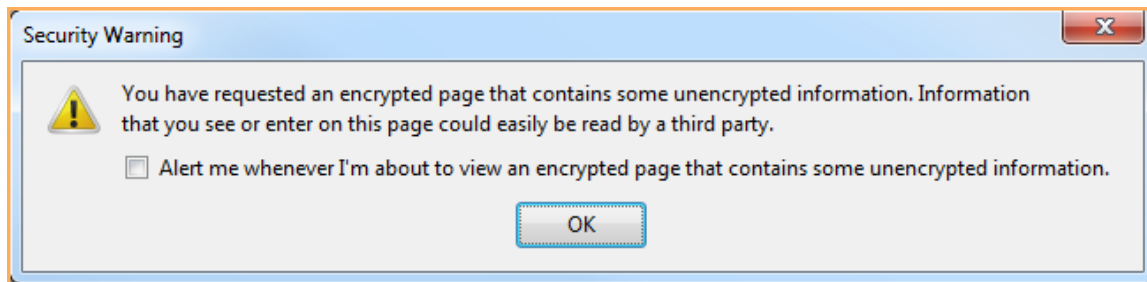 Security Warning
You have requested an encrypted page that contains some unencrypted information. Information
that you see or enter on this page could easily be read by a third party.
Alert me whenever I'm about to view an encrypted page that contains some unencrypted information.
OK